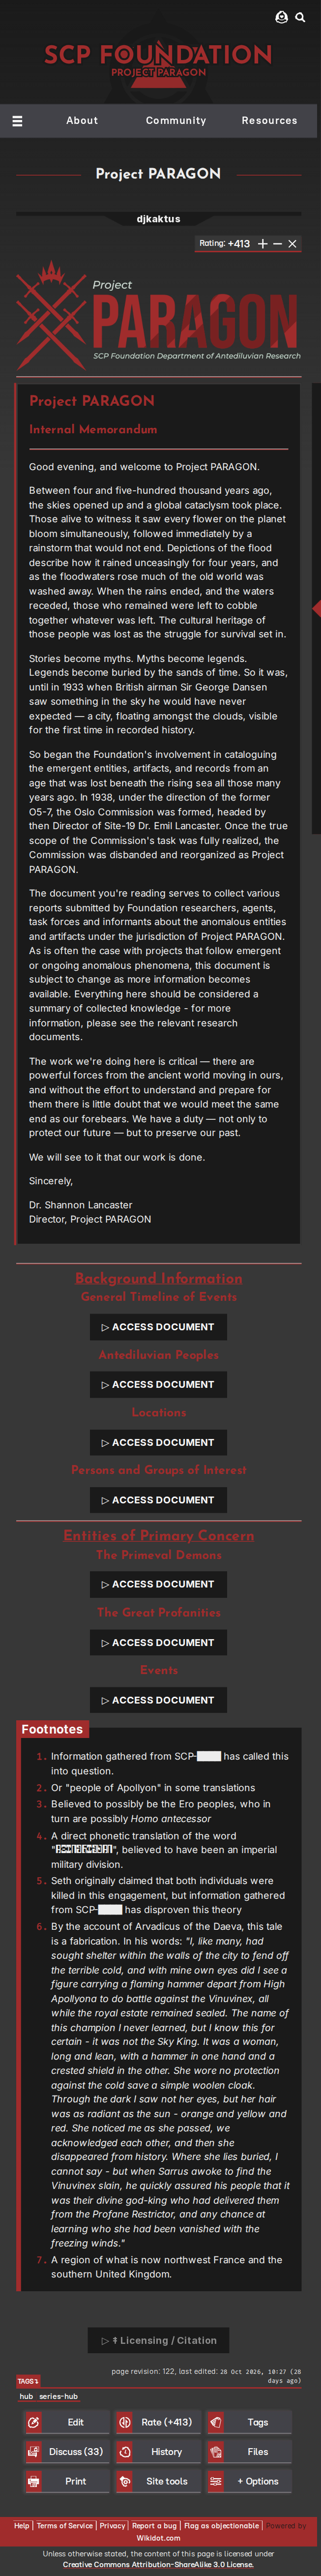 SCP FOUNDATION
PROJECT PARAGON
About
Community
Resources
Project PARAGON
djkaktus
Rating: +413
Project
PARAGON
SCP Foundation Department of Antediluvian Research
Project PARAGON
Internal Memorandum
Good evening, and welcome to Project PARAGON.
Between four and five-hundred thousand years ago,
the skies opened up and a global cataclysm took place.
Those alive to witness it saw every flower on the planet
bloom simultaneously, followed immediately by a
rainstorm that would not end. Depictions of the flood
describe how it rained unceasingly for four years, and
as the floodwaters rose much of the old world was
washed away. When the rains ended, and the waters
receded, those who remained were left to cobble
together whatever was left. The cultural heritage of
those people was lost as the struggle for survival set in.
Stories become myths. Myths become legends.
Legends become buried by the sands of time. So it was,
until in 1933 when British airman Sir George Dansen
saw something in the sky he would have never
expected — a city, floating amongst the clouds, visible
for the first time in recorded history.
So began the Foundation's involvement in cataloguing
the emergent entities, artifacts, and records from an
age that was lost beneath the rising sea all those many
years ago. In 1938, under the direction of the former
O5-7, the Oslo Commission was formed, headed by
then Director of Site-19 Dr. Emil Lancaster. Once the true
scope of the Commission's task was fully realized, the
Commission was disbanded and reorganized as Project
PARAGON.
The document you're reading serves to collect various
reports submitted by Foundation researchers, agents,
task forces and informants about the anomalous entities
and artifacts under the jurisdiction of Project PARAGON.
As is often the case with projects that follow emergent
or ongoing anomalous phenomena, this document is
subject to change as more information becomes
available. Everything here should be considered a
summary of collected knowledge - for more
information, please see the relevant research
documents.
The work we're doing here is critical — there are
powerful forces from the ancient world moving in ours,
and without the effort to understand and prepare for
them there is little doubt that we would meet the same
end as our forebears. We have a duty — not only to
protect our future — but to preserve our past.
We will see to it that our work is done.
Sincerely,
Dr. Shannon Lancaster
Director, Project PARAGON
Background Information
General Timeline of Events
▷ ACCESS DOCUMENT
Antediluvian Peoples
▷ ACCESS DOCUMENT
Locations
▷ ACCESS DOCUMENT
Persons and Groups of Interest
▷ ACCESS DOCUMENT
Entities of Primary Concern
The Primeval Demons
▷ ACCESS DOCUMENT
The Great Profanities
▷ ACCESS DOCUMENT
Events
▷ ACCESS DOCUMENT
Footnotes
1. Information gathered from SCP-████ has called this
into question.
2. Or "people of Apollyon" in some translations
3. Believed to possibly be the Ero peoples, who in
turn are possibly Homo antecessor
4. A direct phonetic translation of the word
"", believed to have been an imperial
military division.
5. Seth originally claimed that both individuals were
killed in this engagement, but information gathered
from SCP-████ has disproven this theory
6. By the account of Arvadicus of the Daeva, this tale
is a fabrication. In his words: "I, like many, had
sought shelter within the walls of the city to fend off
the terrible cold, and with mine own eyes did I see a
figure carrying a flaming hammer depart from High
Apollyona to do battle against the Vinuvinex, all
while the royal estate remained sealed. The name of
this champion I never learned, but I know this for
certain - it was not the Sky King. It was a woman,
long and lean, with a hammer in one hand and a
crested shield in the other. She wore no protection
against the cold save a simple woolen cloak.
Through the dark I saw not her eyes, but her hair
was as radiant as the sun - orange and yellow and
red. She noticed me as she passed, we
acknowledged each other, and then she
disappeared from history. Where she lies buried, I
cannot say - but when Sarrus awoke to find the
Vinuvinex slain, he quickly assured his people that it
was their divine god-king who had delivered them
from the Profane Restrictor, and any chance at
learning who she had been vanished with the
freezing winds."
7. A region of what is now northwest France and the
southern United Kingdom.
▷ ‡ Licensing / Citation
page revision: 122, last edited: 28 Oct 2026, 10:27 (28
days ago)
TAGS
hub series-hub
Edit
Rate (+413)
Tags
Discuss (33)
History
Files
Print
Site tools
+ Options
Help | Terms of Service | Privacy | Report a bug | Flag as objectionable | Powered by
Wikidot.com
Unless otherwise stated, the content of this page is licensed under
Creative Commons Attribution-ShareAlike 3.0 License.